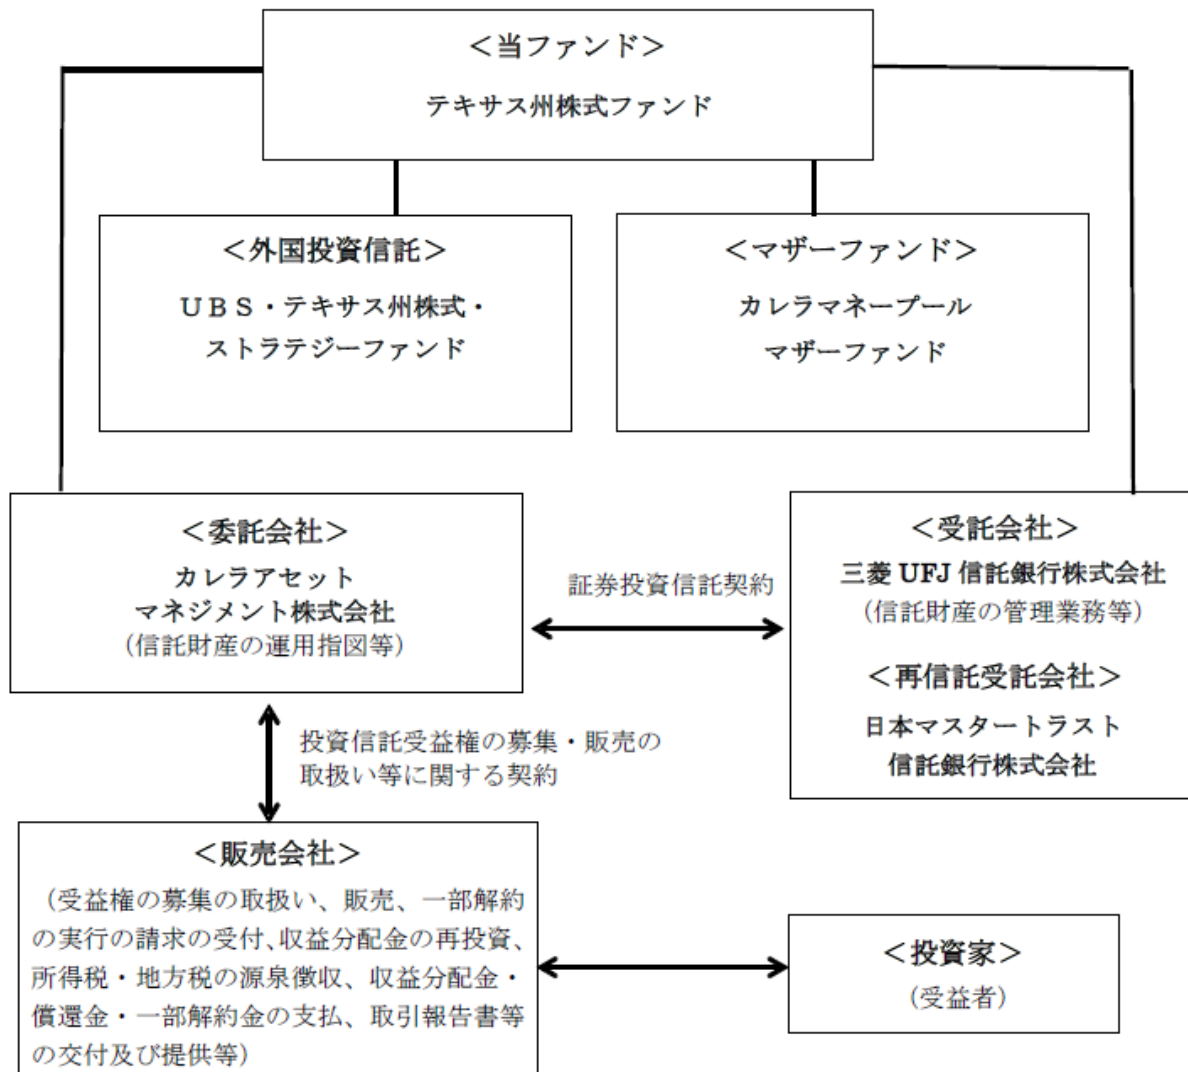 ＜当ファンド＞
テキサス州株式ファンド
＜外国投資信託＞
ＵＢＳ・テキサス州株式・
ストラテジーファンド
＜マザーファンド＞
カレラマネープール
マザーファンド
＜委託会社＞
カレラアセット
マネジメント株式会社
（信託財産の運用指図等）
証券投資信託契約
＜受託会社＞
三菱 UFJ 信託銀行株式会社
（信託財産の管理業務等）
＜再信託受託会社＞
日本マスタートラスト
信託銀行株式会社
投資信託受益権の募集・販売の
取扱い等に関する契約
＜販売会社＞
（受益権の募集の取扱い、販売、一部解約
の実行の請求の受付、収益分配金の再投資、
所得税・地方税の源泉徴収、収益分配金・
償還金・一部解約金の支払、取引報告書等
の交付及び提供等）
＜投資家＞
（受益者）